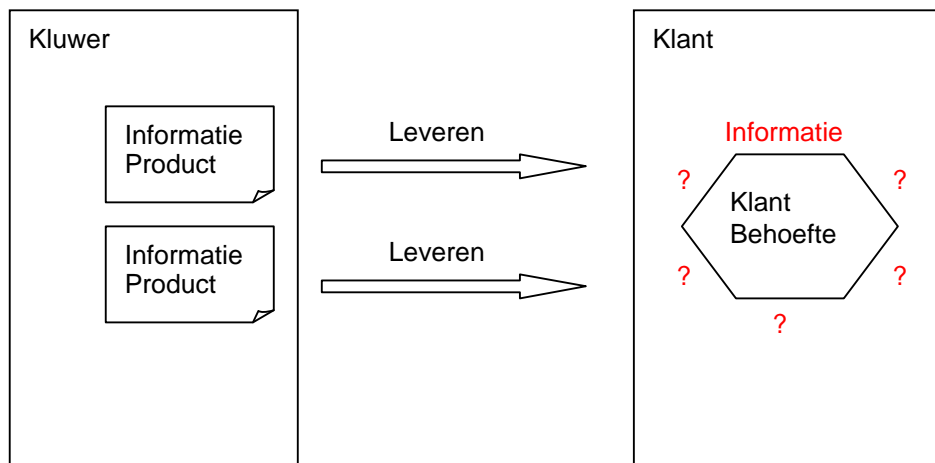 Kluwer
Informatie
Product
Informatie
Product
Leveren
Leveren
Klant
Informatie
?
?
Klant
Behoefte
?
?
?